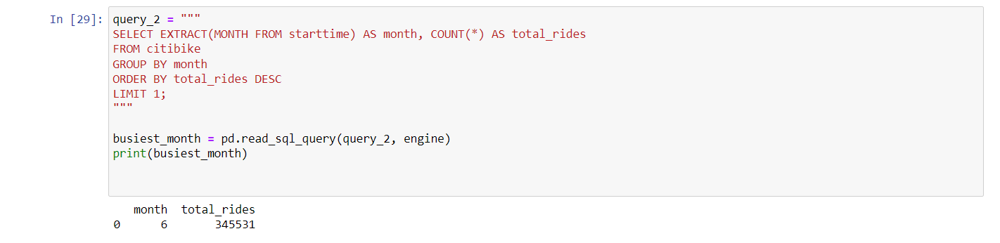 In [29]: query_2 = """
SELECT EXTRACT(MONTH FROM starttime) AS month, COUNT(*) AS total_rides
FROM citibike
GROUP BY month
ORDER BY total_rides DESC
LIMIT 1;
"""
busiest_month = pd.read_sql_query(query_2, engine)
print(busiest_month)
month total_rides
0 6 345531